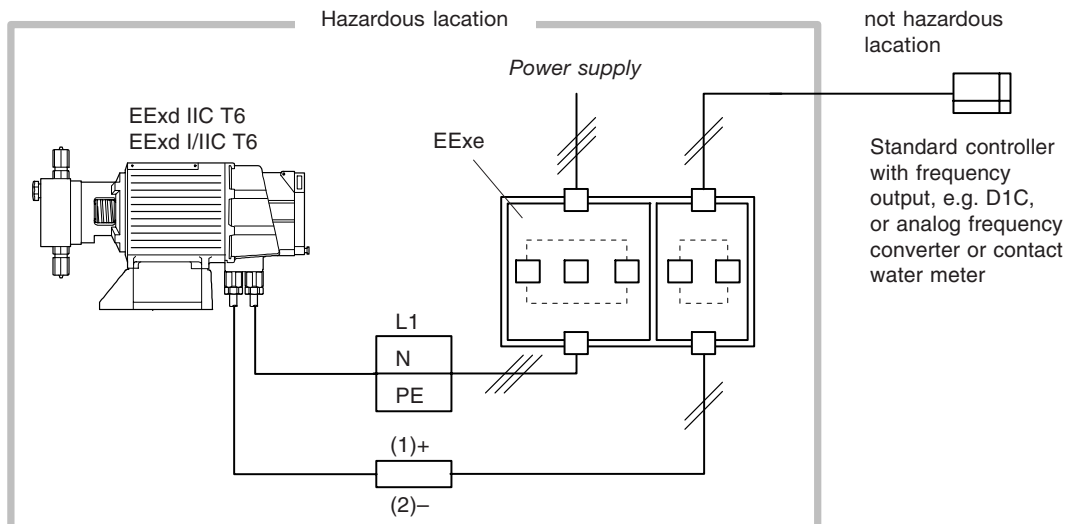 Hazardous lacation
not hazardous
lacation
Power supply
EExd IIC T6
EExd I/IIC T6
EExe
Standard controller
with frequency
output, e.g. D1C,
or analog frequency
converter or contact
water meter
L1
N
PE
(1)+
(2)–